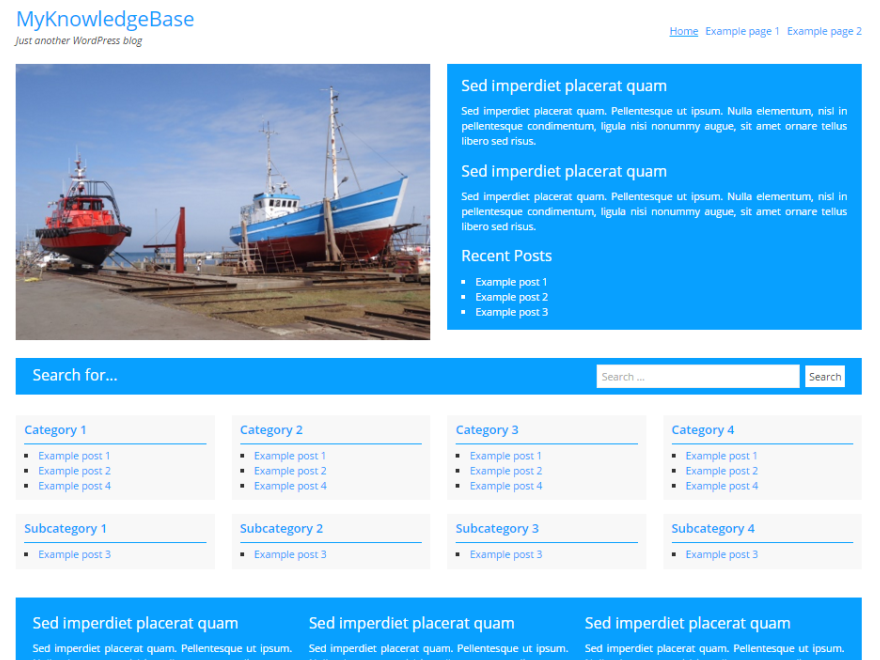 MyKnowledgeBase
Just another WordPress blog
Home Example page 1 Example page 2
Sed imperdiet placerat quam
Sed imperdiet placerat quam. Pellentesque ut ipsum. Nulla elementum, nisl in
pellentesque condimentum, ligula nisi nonummy augue, sit amet ornare tellus
libero sed risus.
Sed imperdiet placerat quam
Sed imperdiet placerat quam. Pellentesque ut ipsum. Nulla elementum, nisl in
pellentesque condimentum, ligula nisi nonummy augue, sit amet ornare tellus
libero sed risus.
Recent Posts
Example post 1
Example post 2
Example post 3
Search for...
Search ...
Search
Category 1
Example post 1
Example post 2
Example post 4
Category 2
Example post 1
Example post 2
Example post 4
Category 3
Example post 1
Example post 2
Example post 4
Category 4
Example post 1
Example post 2
Example post 4
Subcategory 1
Example post 3
Subcategory 2
Example post 3
Subcategory 3
Example post 3
Subcategory 4
Example post 3
Sed imperdiet placerat quam
Sed imperdiet placerat quam. Pellentesque ut ipsum.
Sed imperdiet placerat quam
Sed imperdiet placerat quam. Pellentesque ut ipsum.
Sed imperdiet placerat quam
Sed imperdiet placerat quam. Pellentesque ut ipsum.